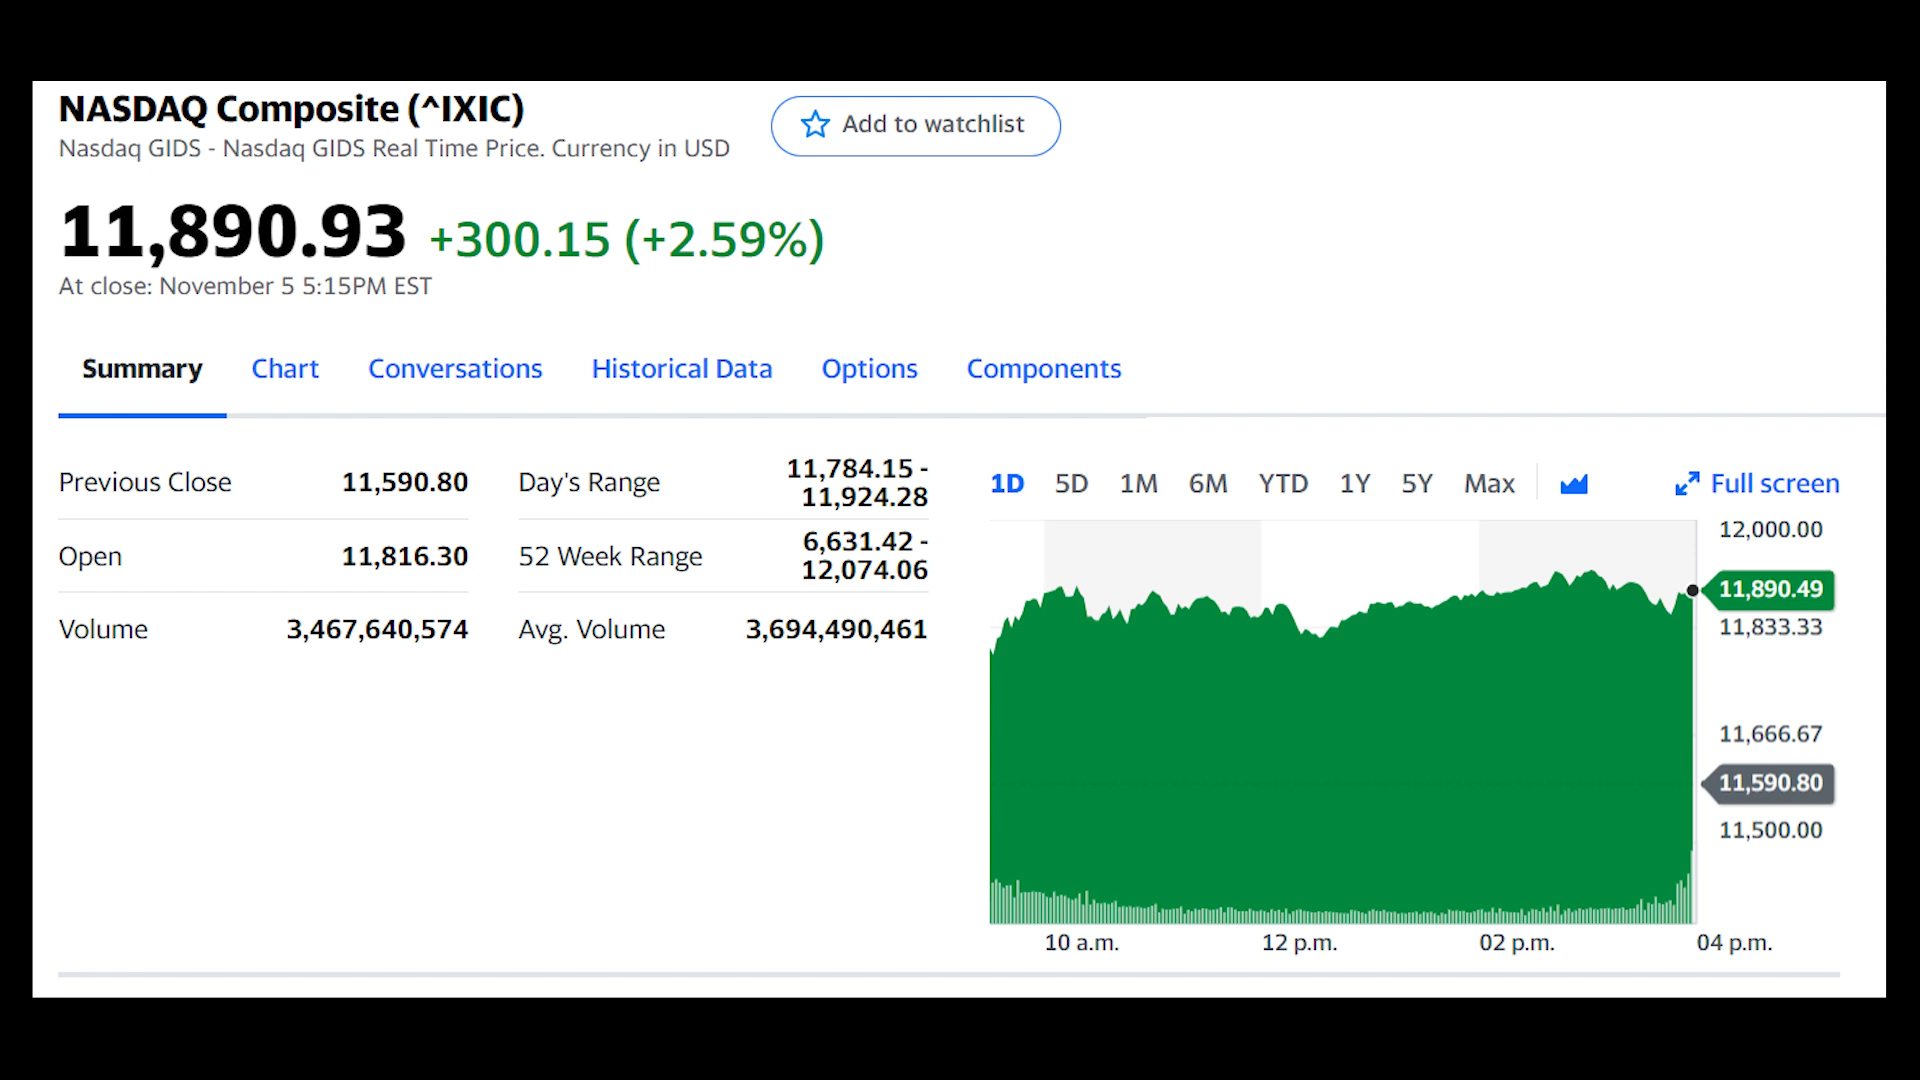 NASDAQ Composite (^IXIC)
Add to watchlist
Nasdaq GIDS - Nasdaq GIDS Real Time Price. Currency in USD
11,890.93 +300.15 (+2.59%)
At close: November 5 5:15PM EST
Summary Chart Conversations Historical Data Options Components
Previous Close 11,590.80
Open 11,816.30
Volume 3,467,640,574
Day's Range 11,784.15 -
11,924.28
52 Week Range 6,631.42 -
12,074.06
Avg. Volume 3,694,490,461
1D 5D 1M 6M YTD 1Y 5Y Max Full screen
12,000.00
11,890.49
11,833.33
11,666.67
11,590.80
11,500.00
10 a.m. 12 p.m. 02 p.m. 04 p.m.